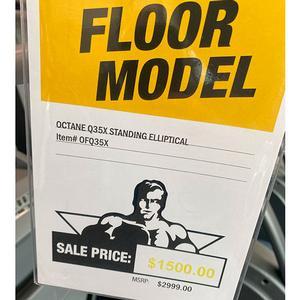 FLOOR
MODEL
OCTANE Q35X STANDING ELLIPTICAL
Item# OFQ35X
SALE PRICE: $1500.00
MSRP: $2999.00